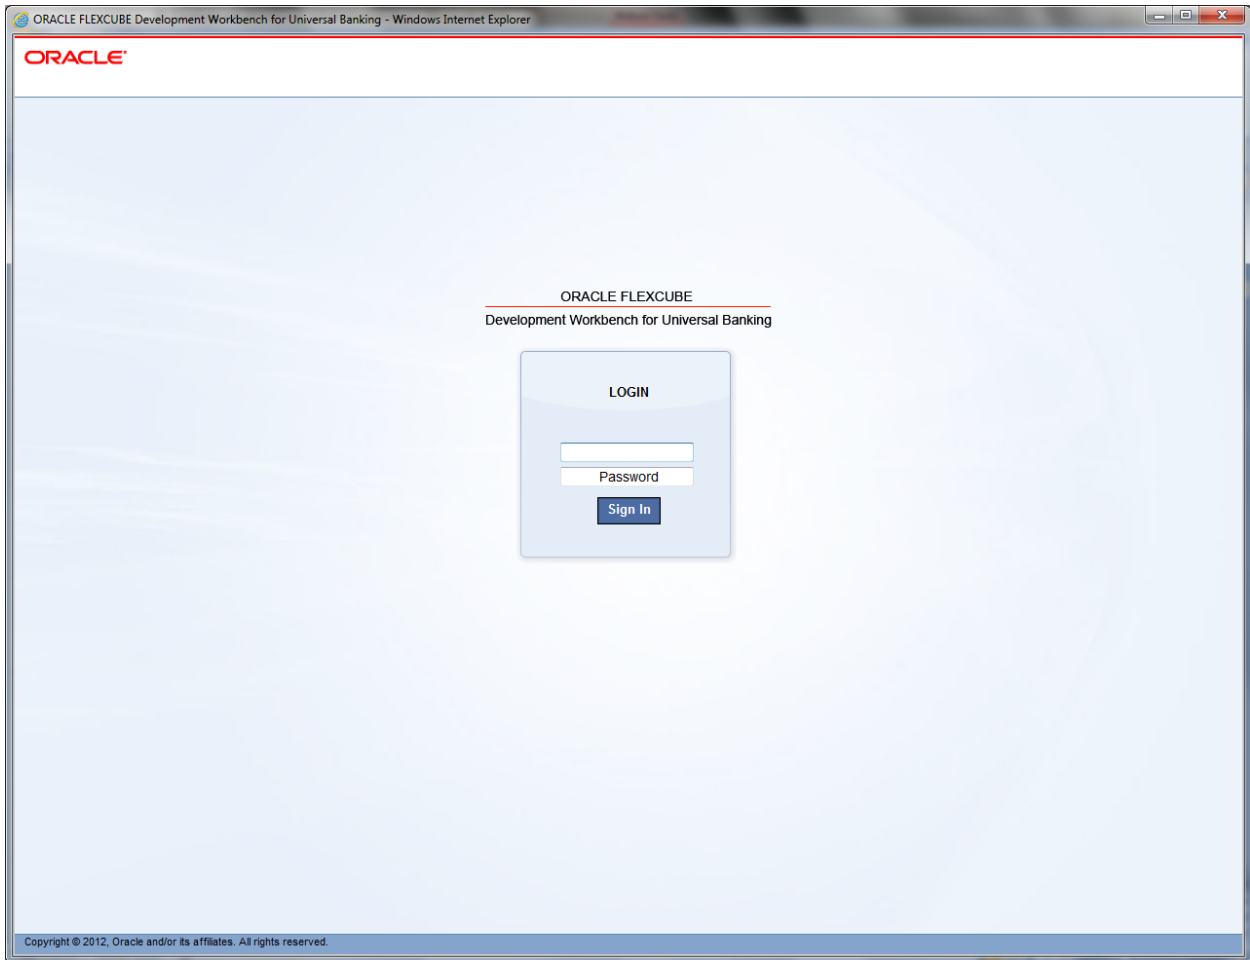 ORACLE FLEXCUBE Development Workbench for Universal Banking - Windows Internet Explorer
ORACLE
ORACLE FLEXCUBE
Development Workbench for Universal Banking
LOGIN
Password
Sign In
Copyright © 2012, Oracle and/or its affiliates. All rights reserved.